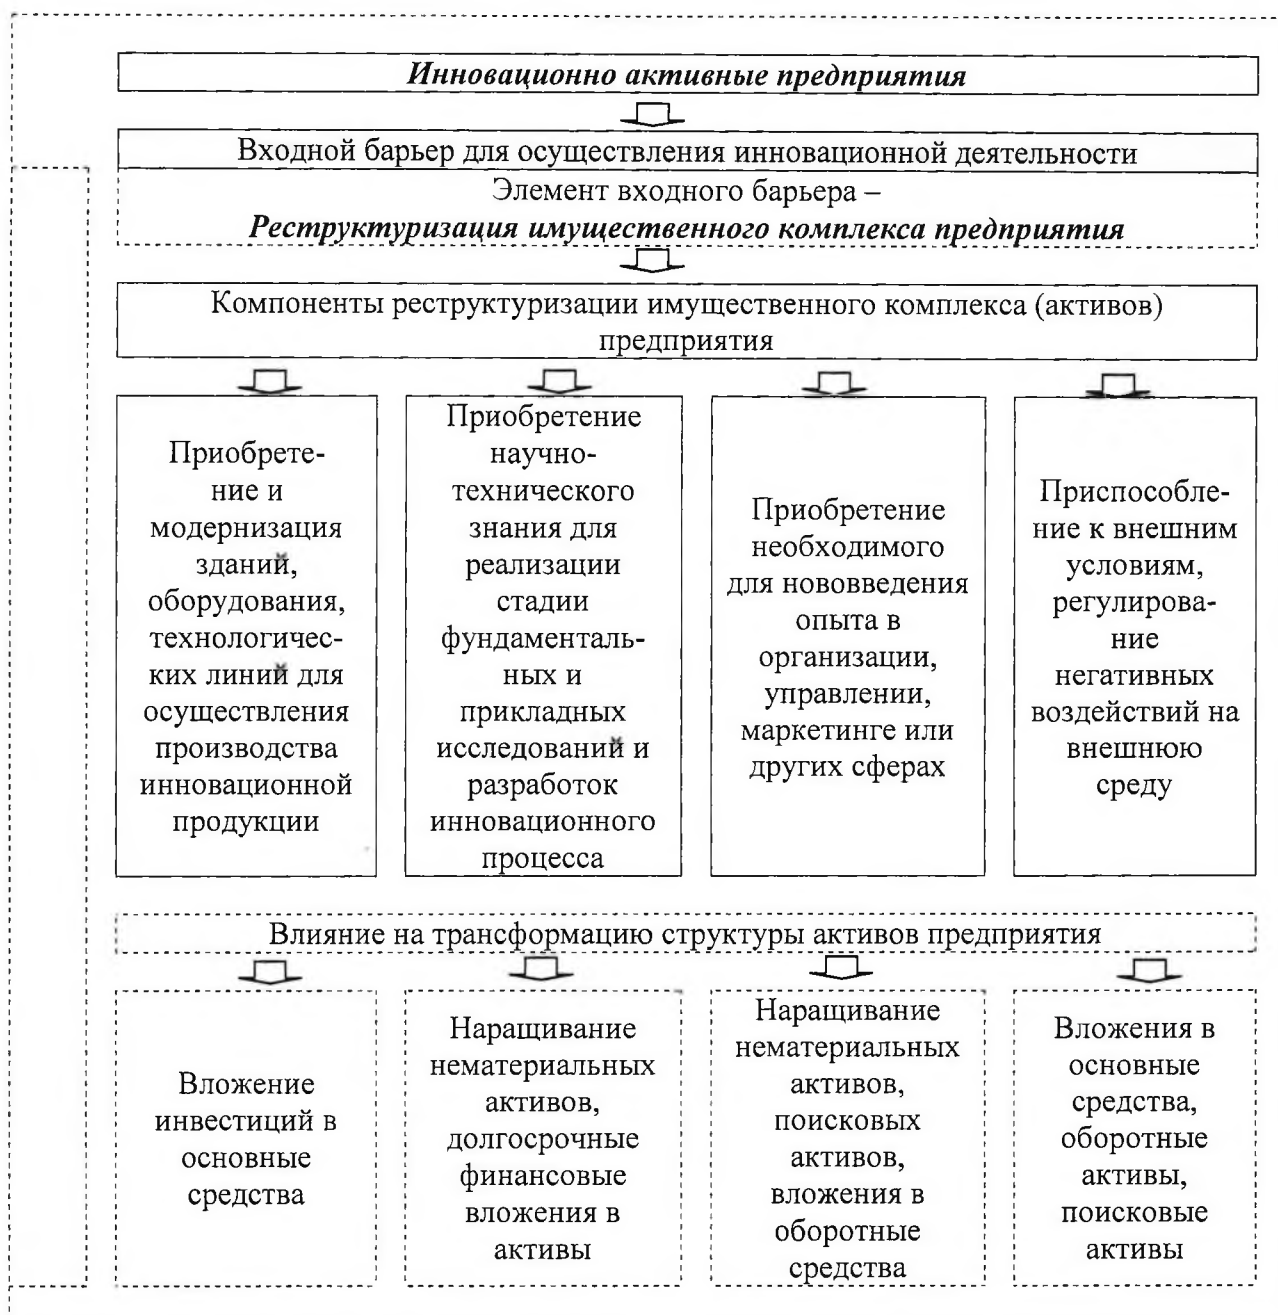 Инновационно активные предприятия
Входной барьер для осуществления инновационной деятельности
Элемент входного барьера –
Реструктуризация имущественного комплекса предприятия
Компоненты реструктуризации имущественного комплекса (активов)
предприятия
Приобрете-
ние и
модернизация
зданий,
оборудования,
технологичес-
ких линий для
осуществления
производства
инновационной
продукции
Приобретение
научно-
технического
знания для
реализации
стадии
фундаменталь-
ных и
прикладных
исследований и
разработок
инновационного
процесса
Приобретение
необходимого
для нововведения
опыта в
организации,
управлении,
маркетинге или
других сферах
Приспособле-
ние к внешним
условиям,
регулирова-
ние
негативных
воздействий на
внешнюю
среду
Влияние на трансформацию структуры активов предприятия
Вложение
инвестиций в
основные
средства
Наращивание
нематериальных
активов,
долгосрочные
финансовые
вложения в
активы
Наращивание
нематериальных
активов,
поисковых
активов,
вложения в
оборотные
средства
Вложения в
основные
средства,
оборотные
активы,
поисковые
активы